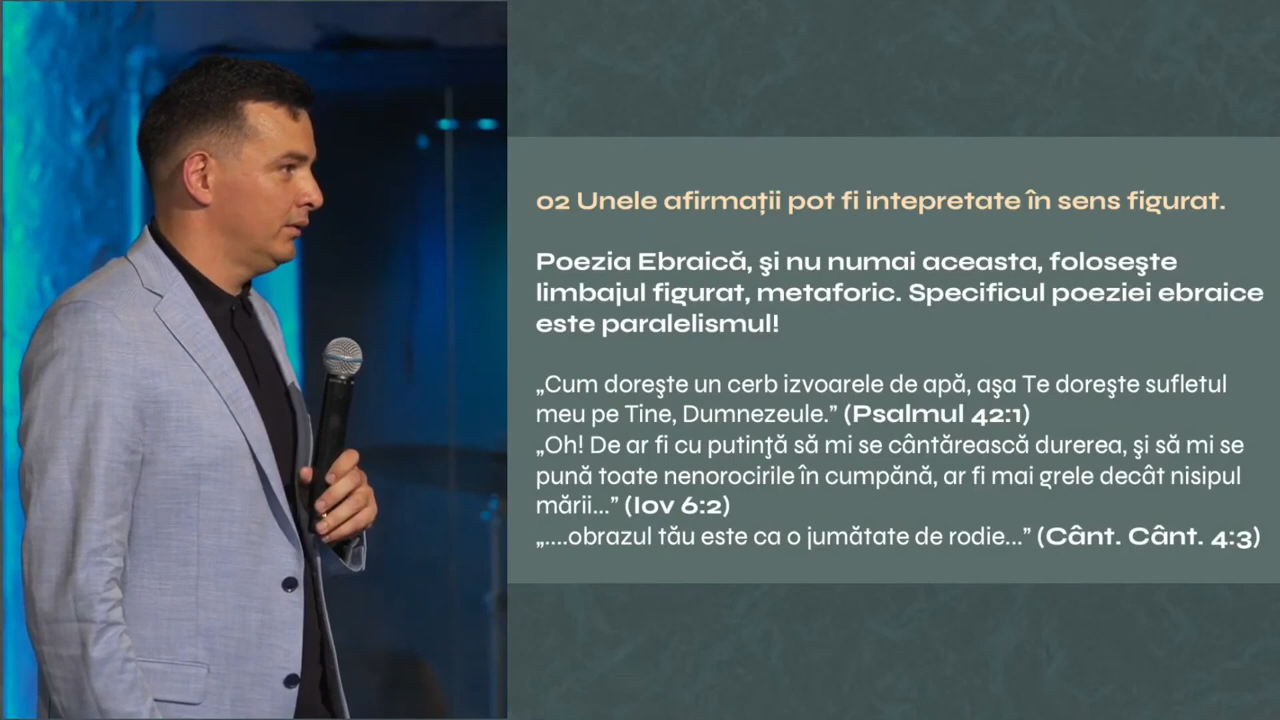 02 Unele afirmații pot fi intepretate în sens figurat.
Poezia Ebraică, şi nu numai aceasta, foloseşte
limbajul figurat, metaforic. Specificul poeziei ebraice
este paralelismul!
„Cum doreşte un cerb izvoarele de apă, aşa Te doreşte sufletul
meu pe Tine, Dumnezeule.” (Psalmul 42:1)
„Oh! De ar fi cu putinţă să mi se cântărească durerea, şi să mi se
pună toate nenorocirile în cumpănă, ar fi mai grele decât nisipul
mării...” (Iov 6:2)
„....obrazul tău este ca o jumătate de rodie...” (Cânt. Cânt. 4:3)